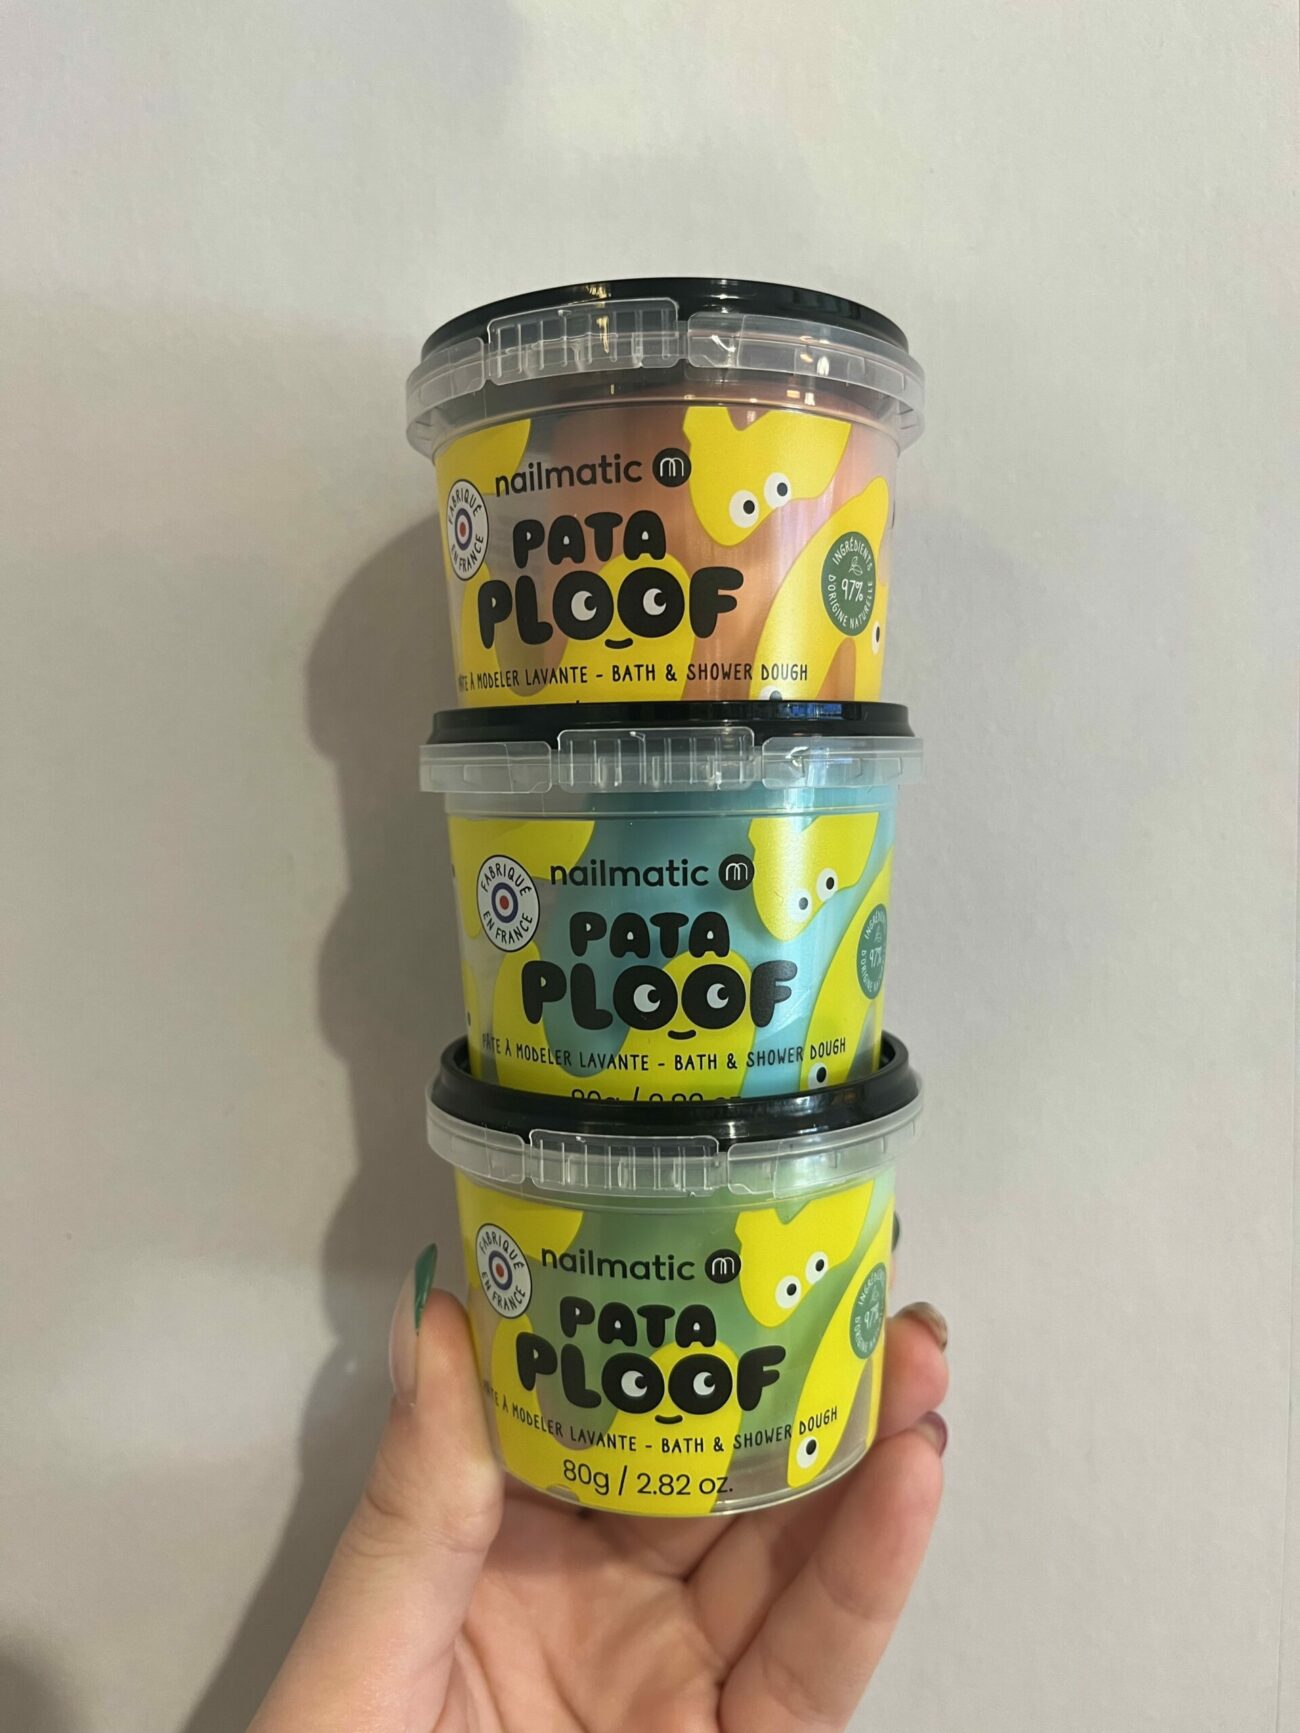 nailmatic m
FABRIQUÉ
EN FRANCE
PATA
PLOOF
INGRÉDIENTS
97%
D'ORIGINE NATURELLE
À MODELER LAVANTE - BATH & SHOWER DOUGH
nailmatic m
FABRIQUÉ
EN FRANCE
PATA
PLOOF
97%
PÂTE À MODELER LAVANTE - BATH & SHOWER DOUGH
nailmatic m
FABRIQUÉ
EN FRANCE
PATA
PLOOF
97%
À MODELER LAVANTE - BATH & SHOWER DOUGH
80g / 2.82 oz.